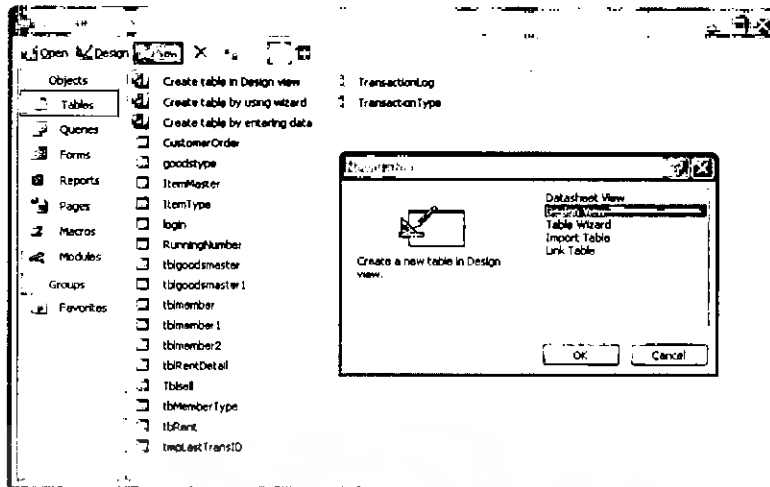 Open Design New
Objects
Tables
Queries
Forms
Reports
Pages
Macros
Modules
Groups
Favorites
Create table in Design view
Create table by using wizard
Create table by entering data
CustomerOrder
goodstype
ItemMaster
ItemType
login
RunningNumber
tblgoodsmaster
tblgoodsmaster1
tblmember
tblmember1
tblmember2
tblRentDetail
Tblsell
tbMemberType
tbRent
tmpLastTransID
TransactionLog
TransactionType
Create a new table in Design
view.
Datasheet View
Design View
Table Wizard
Import Table
Link Table
OK
Cancel